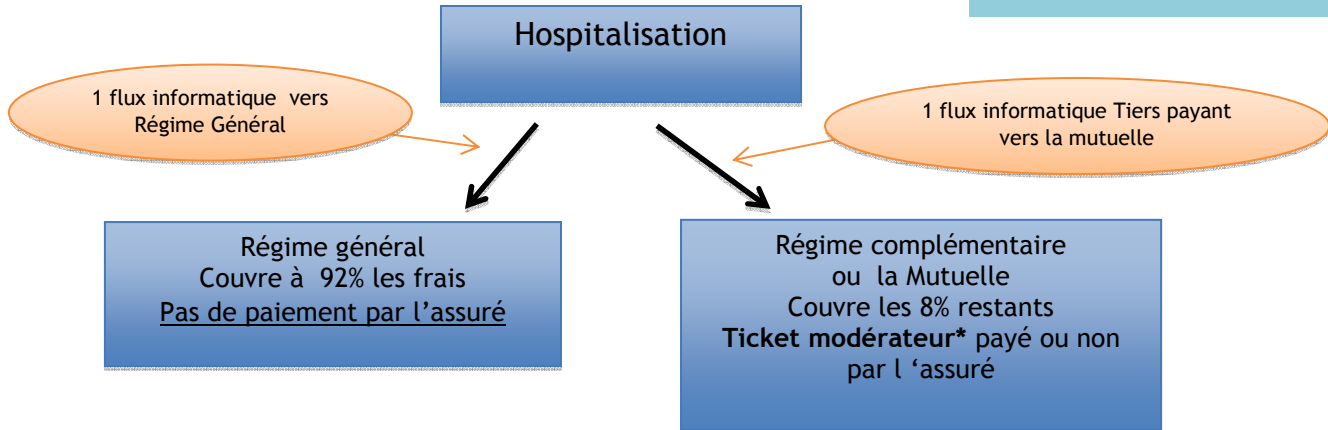 Hospitalisation
1 flux informatique vers
Régime Général
1 flux informatique Tiers payant
vers la mutuelle
Régime général
Couvre à 92% les frais
Pas de paiement par l’assuré
Régime complémentaire
ou la Mutuelle
Couvre les 8% restants
Ticket modérateur* payé ou non
par l ‘assuré